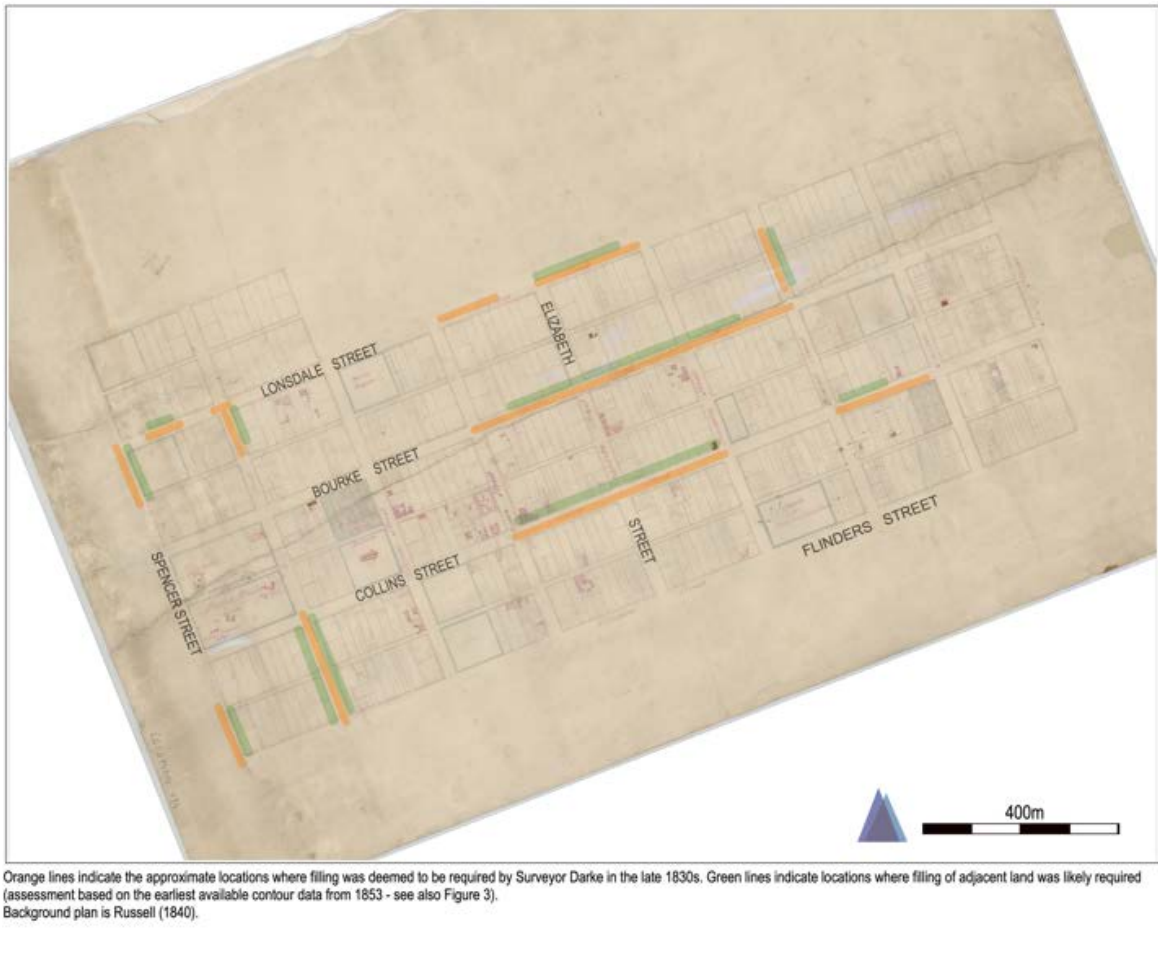 ELIZABETH
LONSDALE STREET
BOURKE STREET
STREET
FLINDERS STREET
SPENCER STREET
COLLINS STREET
400m
Orange lines indicate the approximate locations where filling was deemed to be required by Surveyor Darke in the late 1830s. Green lines indicate locations where filling of adjacent land was likely required
(assessment based on the earliest available contour data from 1853 - see also Figure 3).
Background plan is Russell (1840).